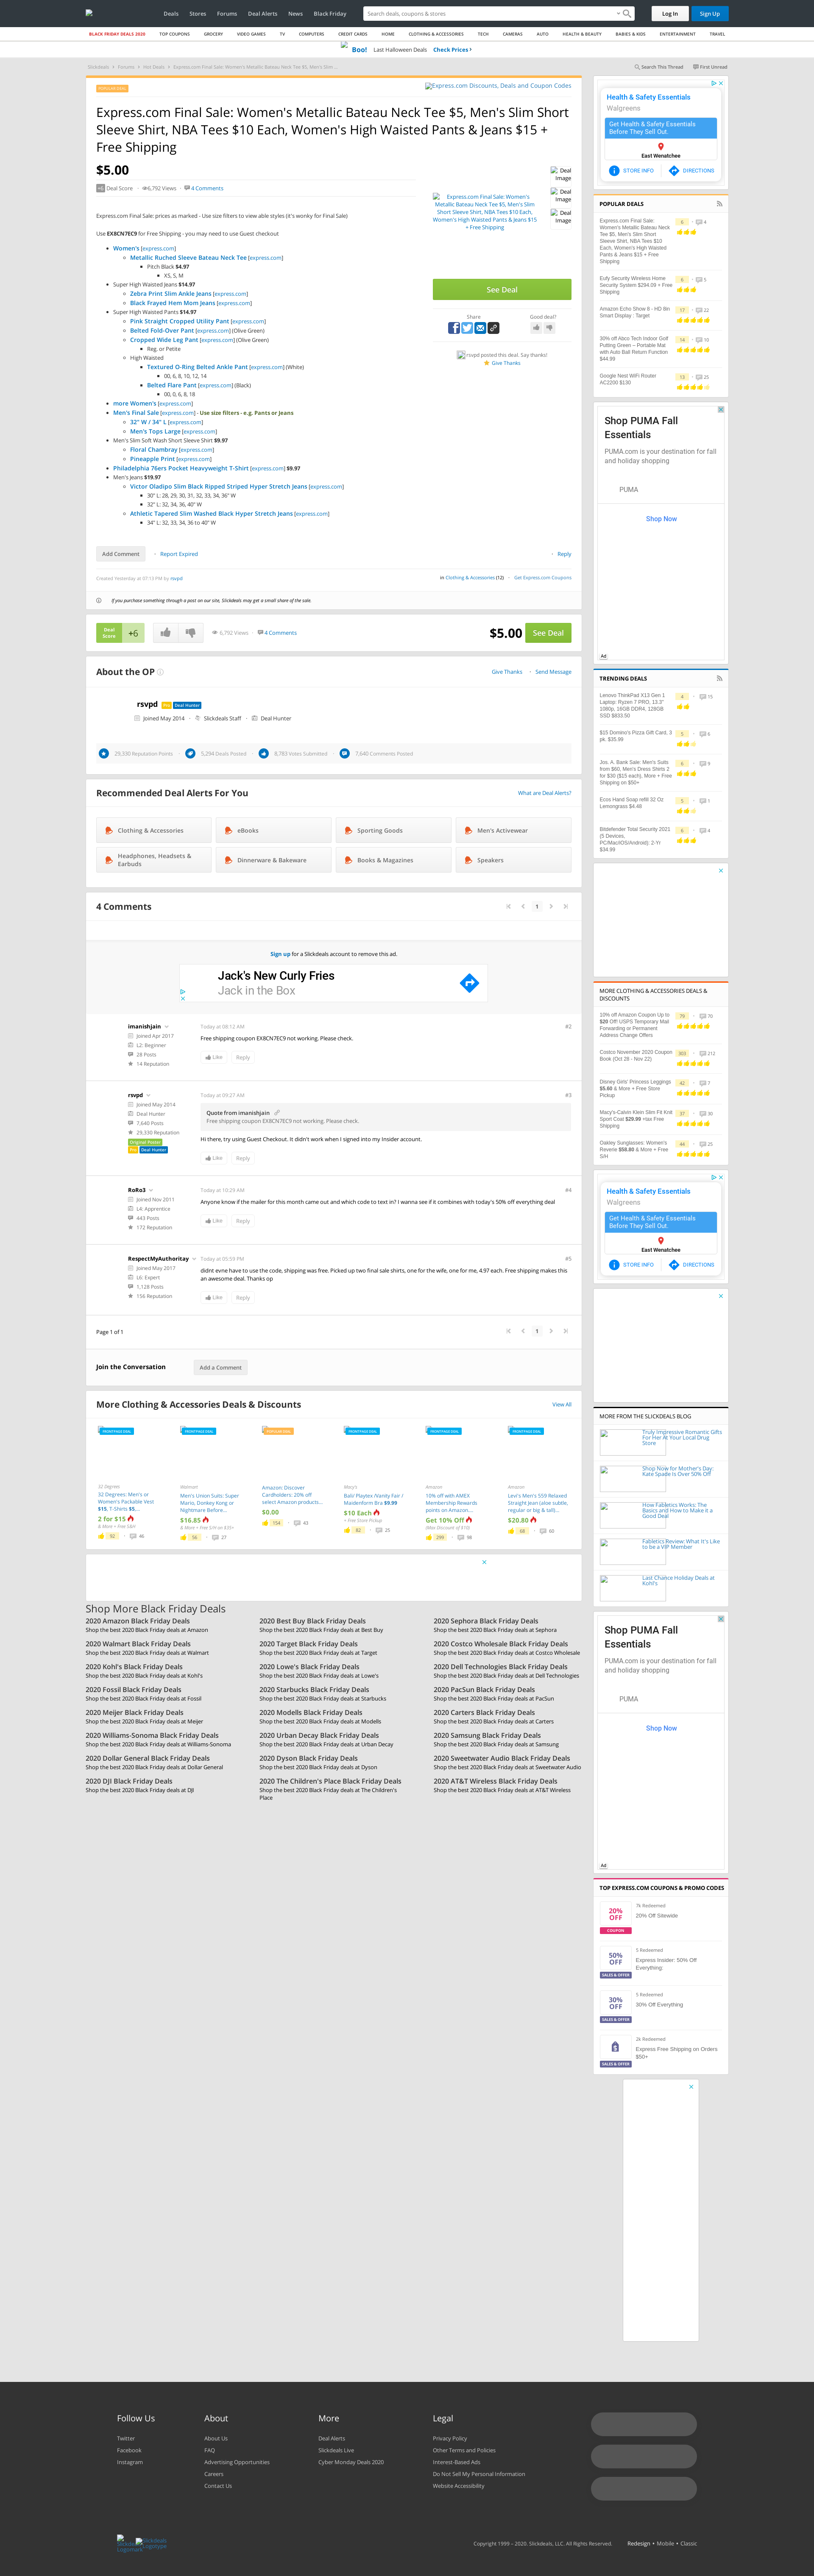 Deals
Stores
Forums
Deal Alerts
News
Black Friday
Search deals, coupons & stores
Log In
Sign Up
BLACK FRIDAY DEALS 2020
TOP COUPONS
GROCERY
VIDEO GAMES
TV
COMPUTERS
CREDIT CARDS
HOME
CLOTHING & ACCESSORIES
TECH
CAMERAS
AUTO
HEALTH & BEAUTY
BABIES & KIDS
ENTERTAINMENT
TRAVEL
Boo! Last Halloween Deals Check Prices ›
Slickdeals › Forums › Hot Deals › Express.com Final Sale: Women's Metallic Bateau Neck Tee $5, Men's Slim ...
Search This Thread
First Unread
POPULAR DEAL
Express.com Discounts, Deals and Coupon Codes
Express.com Final Sale: Women's Metallic Bateau Neck Tee $5, Men's Slim Short
Sleeve Shirt, NBA Tees $10 Each, Women's High Waisted Pants & Jeans $15 +
Free Shipping
$5.00
+6 Deal Score
6,792 Views
4 Comments
Express.com Final Sale: prices as marked - Use size filters to view able styles (it's wonky for Final Sale)
Use EX8CN7EC9 for Free Shipping - you may need to use Guest checkout
Women's [express.com]
Metallic Ruched Sleeve Bateau Neck Tee [express.com]
Pitch Black $4.97
XS, S, M
Super High Waisted Jeans $14.97
Zebra Print Slim Ankle Jeans [express.com]
Black Frayed Hem Mom Jeans [express.com]
Super High Waisted Pants $14.97
Pink Straight Cropped Utility Pant [express.com]
Belted Fold-Over Pant [express.com] (Olive Green)
Cropped Wide Leg Pant [express.com] (Olive Green)
Reg. or Petite
High Waisted
Textured O-Ring Belted Ankle Pant [express.com] (White)
00, 6, 8, 10, 12, 14
Belted Flare Pant [express.com] (Black)
00, 0, 6, 8, 18
more Women's [express.com]
Men's Final Sale [express.com] - Use size filters - e.g. Pants or Jeans
32" W / 34" L [express.com]
Men's Tops Large [express.com]
Men's Slim Soft Wash Short Sleeve Shirt $9.97
Floral Chambray [express.com]
Pineapple Print [express.com]
Philadelphia 76ers Pocket Heavyweight T-Shirt [express.com] $9.97
Men's Jeans $19.97
Victor Oladipo Slim Black Ripped Striped Hyper Stretch Jeans [express.com]
30" L: 28, 29, 30, 31, 32, 33, 34, 36" W
32" L: 32, 34, 36, 40" W
Athletic Tapered Slim Washed Black Hyper Stretch Jeans [express.com]
34" L: 32, 33, 34, 36 to 40" W
Express.com Final Sale: Women's
Metallic Bateau Neck Tee $5, Men's Slim
Short Sleeve Shirt, NBA Tees $10 Each,
Women's High Waisted Pants & Jeans $15
+ Free Shipping
Deal Image
Deal Image
Deal Image
See Deal
Share
Good deal?
rsvpd posted this deal. Say thanks!
Give Thanks
Add Comment
Report Expired
Reply
Created Yesterday at 07:13 PM by rsvpd
in Clothing & Accessories (12)
Get Express.com Coupons
If you purchase something through a post on our site, Slickdeals may get a small share of the sale.
Deal Score +6
6,792 Views
4 Comments
$5.00
See Deal
About the OP
Give Thanks
Send Message
rsvpd Pro Deal Hunter
Joined May 2014
Slickdeals Staff
Deal Hunter
29,330 Reputation Points
5,294 Deals Posted
8,783 Votes Submitted
7,640 Comments Posted
Recommended Deal Alerts For You
What are Deal Alerts?
Clothing & Accessories
eBooks
Sporting Goods
Men's Activewear
Headphones, Headsets & Earbuds
Dinnerware & Bakeware
Books & Magazines
Speakers
4 Comments
1
Sign up for a Slickdeals account to remove this ad.
Jack's New Curly Fries
Jack in the Box
imanishjain
Joined Apr 2017
L2: Beginner
28 Posts
14 Reputation
Today at 08:12 AM
#2
Free shipping coupon EX8CN7EC9 not working. Please check.
Like
Reply
rsvpd
Joined May 2014
Deal Hunter
7,640 Posts
29,330 Reputation
Original Poster
Pro Deal Hunter
Today at 09:27 AM
#3
Quote from imanishjain
Free shipping coupon EX8CN7EC9 not working, Please check.
Hi there, try using Guest Checkout. It didn't work when I signed into my Insider account.
Like
Reply
RoRo3
Joined Nov 2011
L4: Apprentice
443 Posts
172 Reputation
Today at 10:29 AM
#4
Anyone know if the mailer for this month came out and which code to text in? I wanna see if it combines with today's 50% off everything deal
Like
Reply
RespectMyAuthoritay
Joined May 2017
L6: Expert
1,128 Posts
156 Reputation
Today at 05:59 PM
#5
didnt evrne have to use the code, shipping was free. Picked up two final sale shirts, one for the wife, one for me, 4.97 each. Free shipping makes this
an awesome deal. Thanks op
Like
Reply
Page 1 of 1
1
Join the Conversation
Add a Comment
More Clothing & Accessories Deals & Discounts
View All
FRONTPAGE DEAL
32 Degrees
32 Degrees: Men's or
Women's Packable Vest
$15, T-Shirts $5,...
2 for $15
& More + Free S&H
92
46
FRONTPAGE DEAL
Walmart
Men's Union Suits: Super
Mario, Donkey Kong or
Nightmare Before...
$16.85
& More + Free S/H on $35+
56
27
POPULAR DEAL
Amazon: Discover
Cardholders: 20% off
select Amazon products...
$0.00
154
43
FRONTPAGE DEAL
Macy's
Bali/ Playtex /Vanity Fair /
Maidenform Bra $9.99
$10 Each
+ Free Store Pickup
82
25
FRONTPAGE DEAL
Amazon
10% off with AMEX
Membership Rewards
points on Amazon....
Get 10% Off
(Max Discount of $10)
299
98
FRONTPAGE DEAL
Amazon
Levi's Men's 559 Relaxed
Straight Jean (aloe subtle,
regular or big & tall)...
$20.80
68
60
Shop More Black Friday Deals
2020 Amazon Black Friday Deals
Shop the best 2020 Black Friday deals at Amazon
2020 Best Buy Black Friday Deals
Shop the best 2020 Black Friday deals at Best Buy
2020 Sephora Black Friday Deals
Shop the best 2020 Black Friday deals at Sephora
2020 Walmart Black Friday Deals
Shop the best 2020 Black Friday deals at Walmart
2020 Target Black Friday Deals
Shop the best 2020 Black Friday deals at Target
2020 Costco Wholesale Black Friday Deals
Shop the best 2020 Black Friday deals at Costco Wholesale
2020 Kohl's Black Friday Deals
Shop the best 2020 Black Friday deals at Kohl's
2020 Lowe's Black Friday Deals
Shop the best 2020 Black Friday deals at Lowe's
2020 Dell Technologies Black Friday Deals
Shop the best 2020 Black Friday deals at Dell Technologies
2020 Fossil Black Friday Deals
Shop the best 2020 Black Friday deals at Fossil
2020 Starbucks Black Friday Deals
Shop the best 2020 Black Friday deals at Starbucks
2020 PacSun Black Friday Deals
Shop the best 2020 Black Friday deals at PacSun
2020 Meijer Black Friday Deals
Shop the best 2020 Black Friday deals at Meijer
2020 Modells Black Friday Deals
Shop the best 2020 Black Friday deals at Modells
2020 Carters Black Friday Deals
Shop the best 2020 Black Friday deals at Carters
2020 Williams-Sonoma Black Friday Deals
Shop the best 2020 Black Friday deals at Williams-Sonoma
2020 Urban Decay Black Friday Deals
Shop the best 2020 Black Friday deals at Urban Decay
2020 Samsung Black Friday Deals
Shop the best 2020 Black Friday deals at Samsung
2020 Dollar General Black Friday Deals
Shop the best 2020 Black Friday deals at Dollar General
2020 Dyson Black Friday Deals
Shop the best 2020 Black Friday deals at Dyson
2020 Sweetwater Audio Black Friday Deals
Shop the best 2020 Black Friday deals at Sweetwater Audio
2020 DJI Black Friday Deals
Shop the best 2020 Black Friday deals at DJI
2020 The Children's Place Black Friday Deals
Shop the best 2020 Black Friday deals at The Children's
Place
2020 AT&T Wireless Black Friday Deals
Shop the best 2020 Black Friday deals at AT&T Wireless
Health & Safety Essentials
Walgreens
Get Health & Safety Essentials
Before They Sell Out.
East Wenatchee
STORE INFO
DIRECTIONS
POPULAR DEALS
Express.com Final Sale:
Women's Metallic Bateau Neck
Tee $5, Men's Slim Short
Sleeve Shirt, NBA Tees $10
Each, Women's High Waisted
Pants & Jeans $15 + Free
Shipping
6
4
Eufy Security Wireless Home
Security System $294.09 + Free
Shipping
6
5
Amazon Echo Show 8 - HD 8in
Smart Display : Target
17
22
30% off Abco Tech Indoor Golf
Putting Green – Portable Mat
with Auto Ball Return Function
$44.99
14
10
Google Nest WiFi Router
AC2200 $130
13
25
Shop PUMA Fall
Essentials
PUMA.com is your destination for fall
and holiday shopping
PUMA
Shop Now
Ad
TRENDING DEALS
Lenovo ThinkPad X13 Gen 1
Laptop: Ryzen 7 PRO, 13.3"
1080p, 16GB DDR4, 128GB
SSD $833.50
4
15
$15 Domino's Pizza Gift Card, 3
pk. $35.99
5
6
Jos. A. Bank Sale: Men's Suits
from $60, Men's Dress Shirts 2
for $30 ($15 each), More + Free
Shipping on $50+
6
9
Ecos Hand Soap refill 32 Oz
Lemongrass $4.48
5
1
Bitdefender Total Security 2021
(5 Devices,
PC/Mac/iOS/Android): 2-Yr
$34.99
6
4
MORE CLOTHING & ACCESSORIES DEALS &
DISCOUNTS
10% off Amazon Coupon Up to
$20 Off! USPS Temporary Mail
Forwarding or Permanent
Address Change Offers
79
70
Costco November 2020 Coupon
Book (Oct 28 - Nov 22).
303
212
Disney Girls' Princess Leggings
$5.60 & More + Free Store
Pickup
42
7
Macy's-Calvin Klein Slim Fit Knit
Sport Coat $29.99 +tax Free
Shipping
37
30
Oakley Sunglasses: Women's
Reverie $56.80 & More + Free
S/H
44
25
Health & Safety Essentials
Walgreens
Get Health & Safety Essentials
Before They Sell Out.
East Wenatchee
STORE INFO
DIRECTIONS
MORE FROM THE SLICKDEALS BLOG
Truly Impressive Romantic Gifts
For Her At Your Local Drug
Store
Shop Now for Mother's Day:
Kate Spade Is Over 50% Off
How Fabletics Works: The
Basics and How to Make it a
Good Deal
Fabletics Review: What It's Like
to be a VIP Member
Last Chance Holiday Deals at
Kohl's
Shop PUMA Fall
Essentials
PUMA.com is your destination for fall
and holiday shopping
PUMA
Shop Now
Ad
TOP EXPRESS.COM COUPONS & PROMO CODES
20%
OFF
COUPON
7k Redeemed
20% Off Sitewide
50%
OFF
SALES & OFFER
5 Redeemed
Express Insider: 50% Off
Everything:
30%
OFF
SALES & OFFER
5 Redeemed
30% Off Everything
SALES & OFFER
2k Redeemed
Express Free Shipping on Orders
$50+
Follow Us
Twitter
Facebook
Instagram
About
About Us
FAQ
Advertising Opportunities
Careers
Contact Us
More
Deal Alerts
Slickdeals Live
Cyber Monday Deals 2020
Legal
Privacy Policy
Other Terms and Policies
Interest-Based Ads
Do Not Sell My Personal Information
Website Accessibility
Slickdeals
Logomark
Slickdeals
Logotype
Copyright 1999 – 2020. Slickdeals, LLC. All Rights Reserved.
Redesign • Mobile • Classic